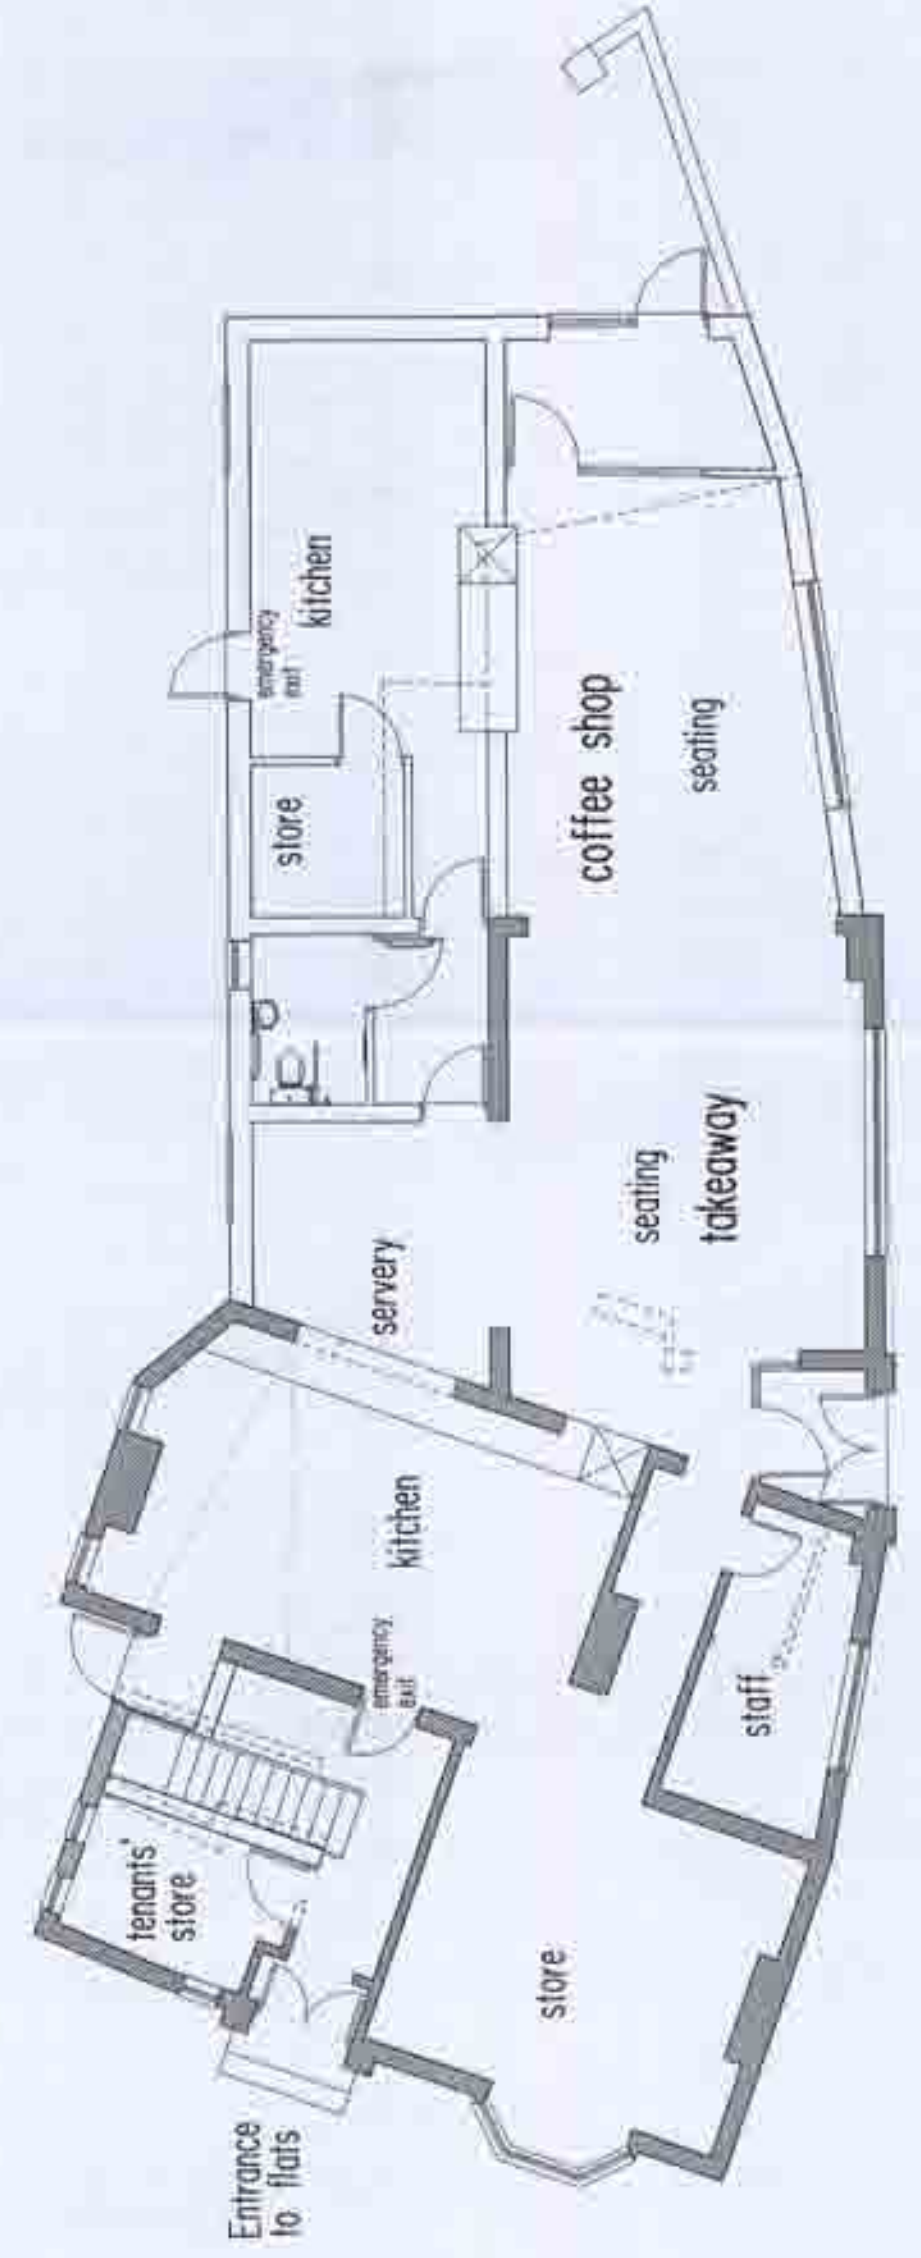 Entrance
to flats
tenants'
store
emergency
exit
kitchen
servery
store
emergency
exit
kitchen
store
staff
seating
takeaway
coffee shop
seating